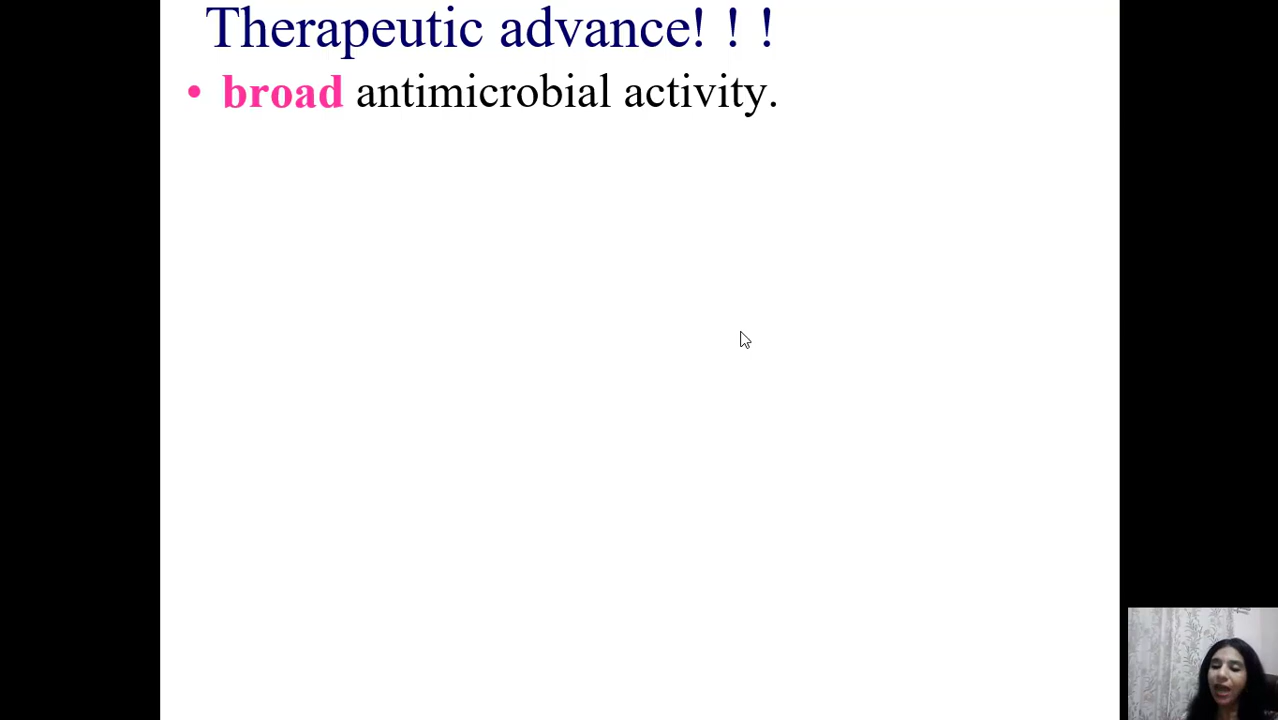 Therapeutic advance! ! !
• broad antimicrobial activity.